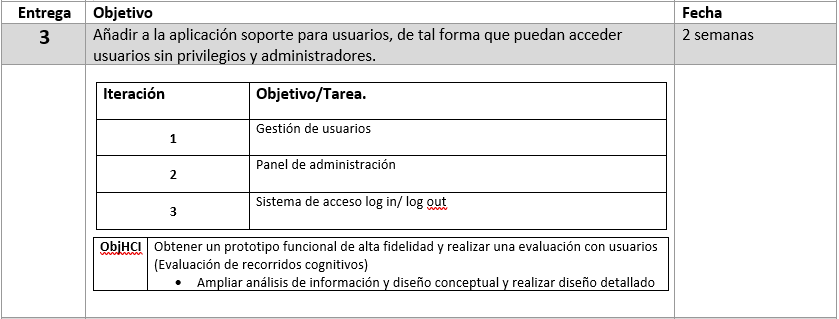 Entrega Objetivo Fecha
3 Añadir a la aplicación soporte para usuarios, de tal forma que puedan acceder 2 semanas
usuarios sin privilegios y administradores.
Iteración Objetivo/Tarea.
1 Gestión de usuarios
2 Panel de administración
3 Sistema de acceso log in/ log out
ObjHCI Obtener un prototipo funcional de alta fidelidad y realizar una evaluación con usuarios
(Evaluación de recorridos cognitivos)
• Ampliar análisis de información y diseño conceptual y realizar diseño detallado